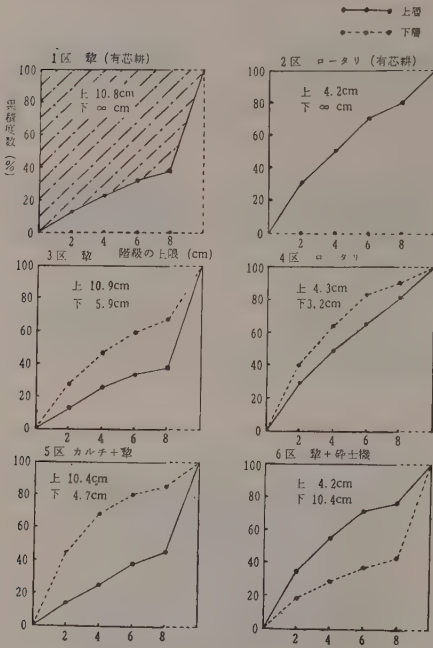 上層
下層
1区 犂 (有芯耕)
上 10.8cm
下 ∞ cm
累積度数 (%)
100
80
60
40
20
0
2 4 6 8
階級の上限 (cm)
2区 ロータリ (有芯耕)
上 4.2cm
下 ∞ cm
100
80
60
40
20
0
2 4 6 8
3区 犂
上 10.9cm
下 5.9cm
100
80
60
40
20
0
2 4 6 8
4区 ロータリ
上 4.3cm
下 3.2cm
100
80
60
40
20
0
2 4 6 8
5区 カルチ+犂
上 10.4cm
下 4.7cm
100
80
60
40
20
0
2 4 6 8
6区 犂+砕土機
上 4.2cm
下 10.4cm
100
80
60
40
20
0
2 4 6 8